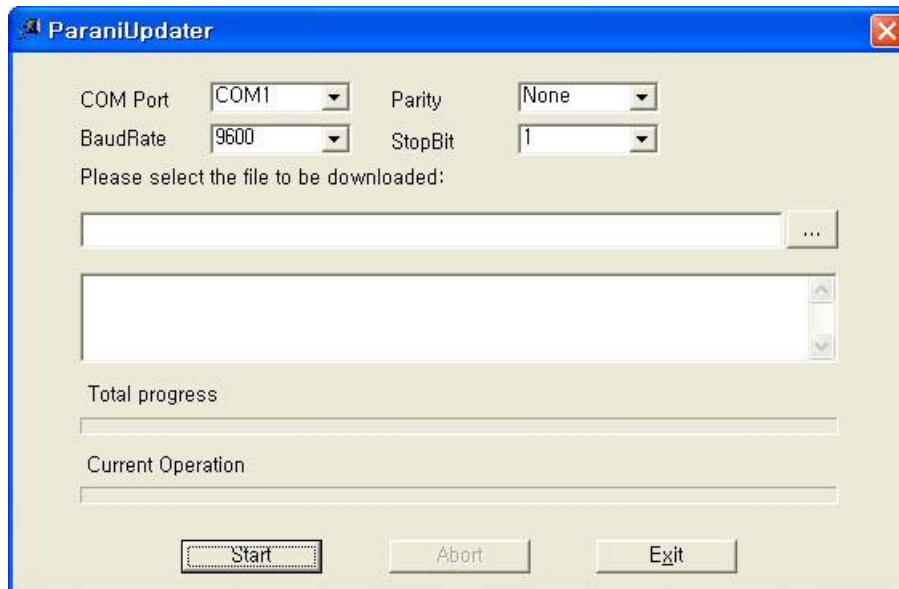 ParaniUpdater
COM Port COM1 Parity None
BaudRate 9600 StopBit 1
Please select the file to be downloaded:
...
Total progress
Current Operation
Start Abort Exit